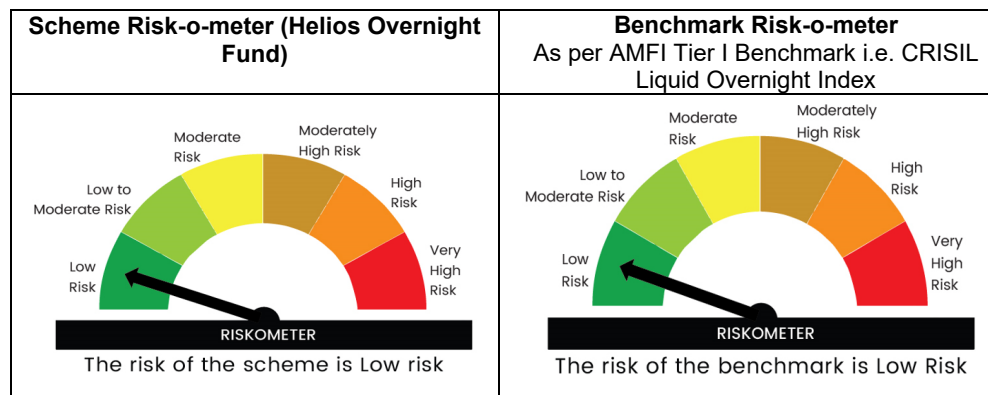 Scheme Risk-o-meter (Helios Overnight
Fund)
Benchmark Risk-o-meter
As per AMFI Tier I Benchmark i.e. CRISIL
Liquid Overnight Index
Low
Risk
Low to
Moderate Risk
Moderate
Risk
Moderately
High Risk
High
Risk
Very
High
Risk
RISKOMETER
The risk of the scheme is Low risk
Low
Risk
Low to
Moderate Risk
Moderate
Risk
Moderately
High Risk
High
Risk
Very
High
Risk
RISKOMETER
The risk of the benchmark is Low Risk